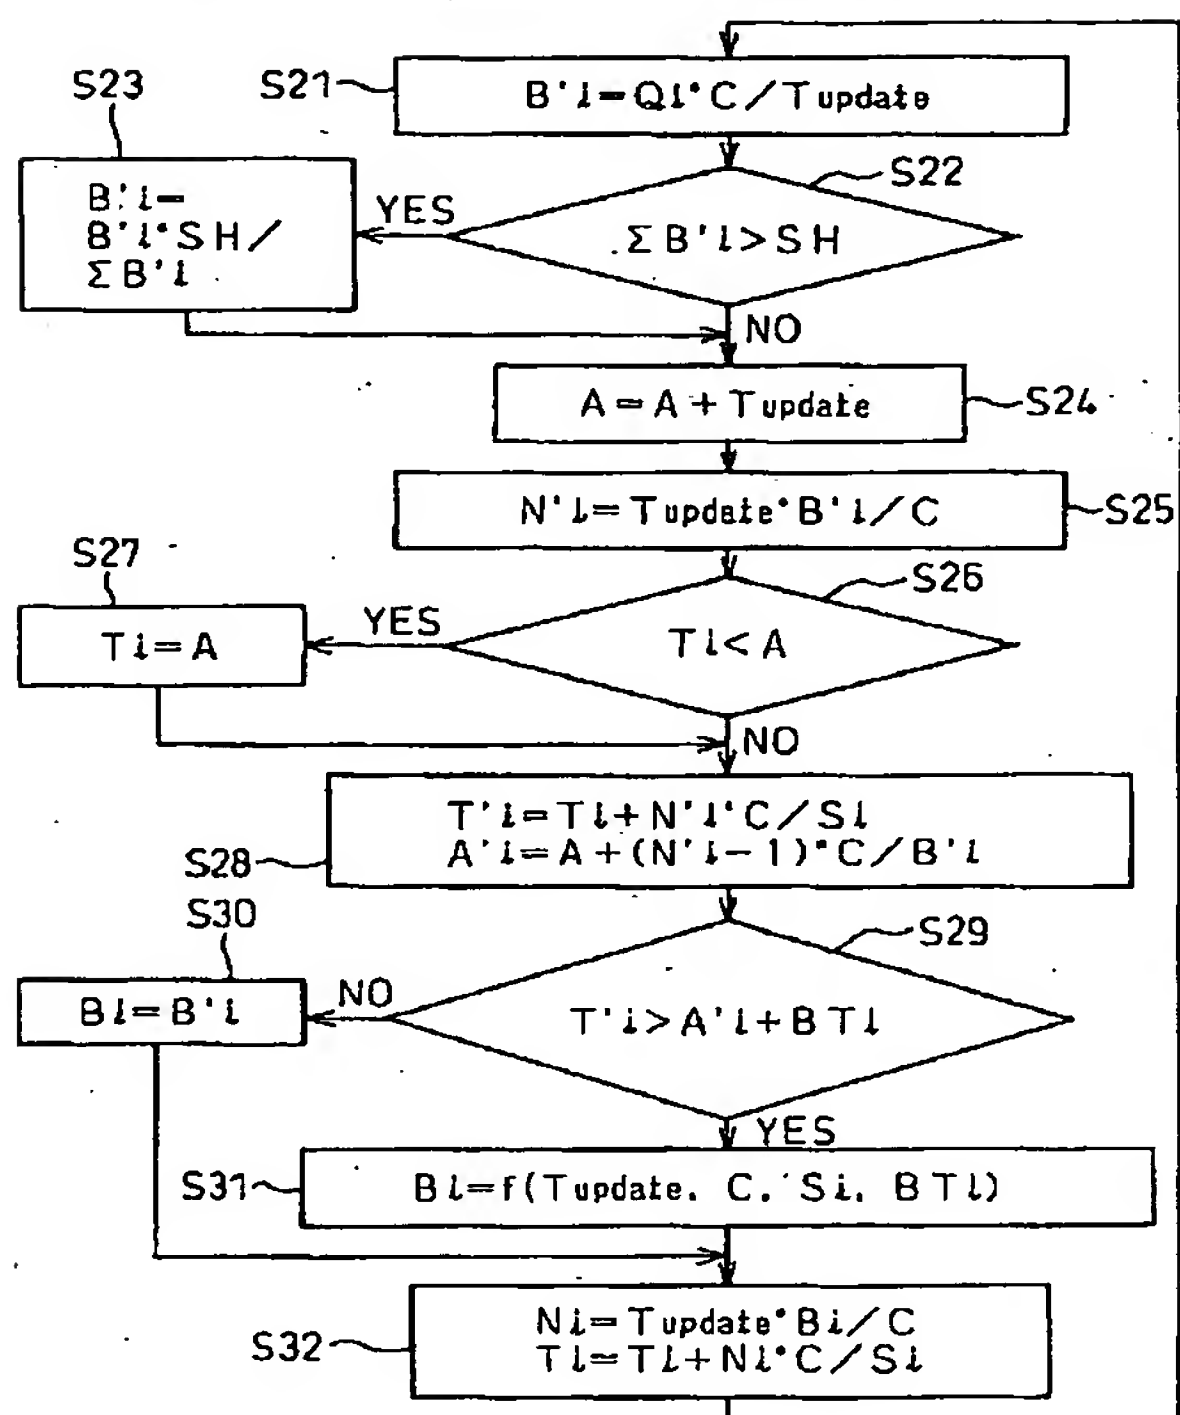 S21
B'i=Qi·C/Tupdate
S23
B'i=
B'i·SH/
ΣB'i
S22
YES
ΣB'i>SH
NO
A=A+Tupdate
S24
N'i=Tupdate·B'i/C
S25
S27
Ti=A
S26
YES
Ti<A
NO
T'i=Ti+N'i·C/Si
A'i=A+(N'i-1)·C/B'i
S28
S30
Bi=B'i
S29
NO
T'i>A'i+BTi
YES
S31
Bi=f(Tupdate, C, Si, BTi)
S32
Ni=Tupdate·Bi/C
Ti=Ti+Ni·C/Si